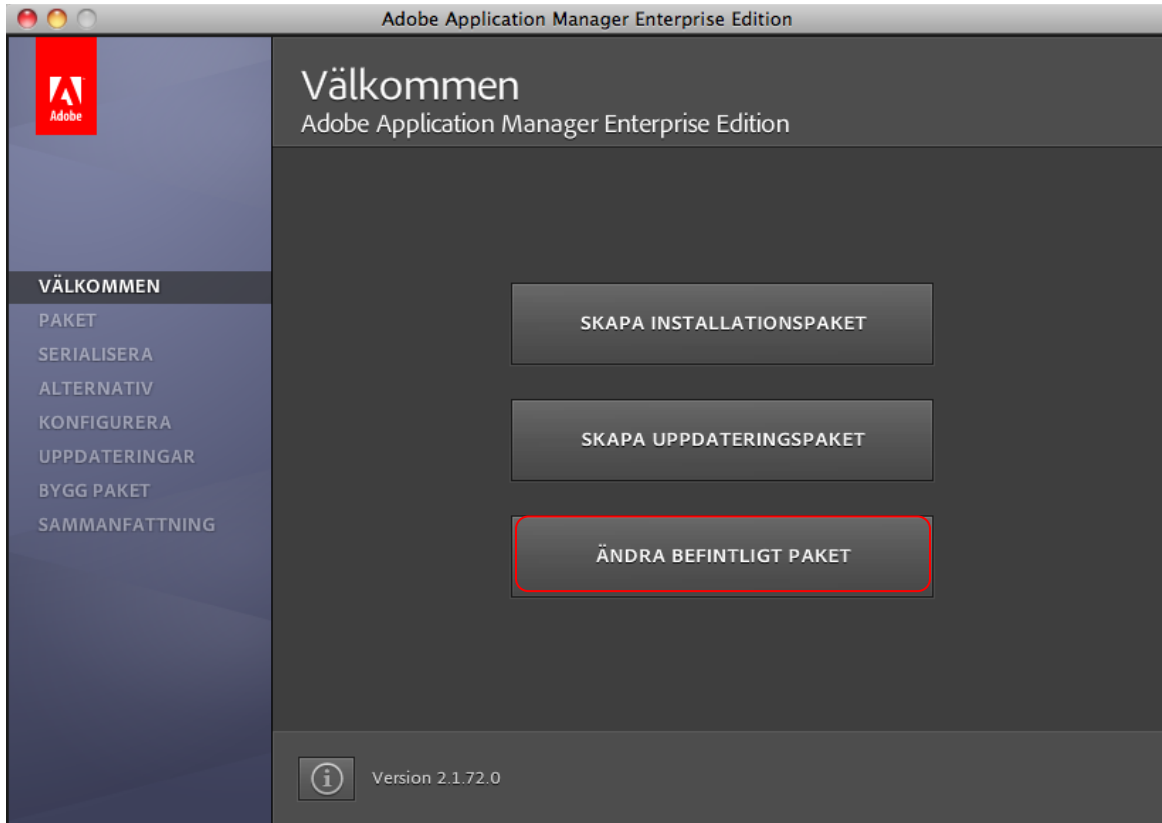 Adobe Application Manager Enterprise Edition
Adobe
Välkommen
Adobe Application Manager Enterprise Edition
VÄLKOMMEN
PAKET
SERIALISERA
ALTERNATIV
KONFIGURERA
UPPDATERINGAR
BYGG PAKET
SAMMANFATTNING
SKAPA INSTALLATIONSPAKET
SKAPA UPPDATERINGSPAKET
ÄNDRA BEFINTLIGT PAKET
Version 2.1.72.0